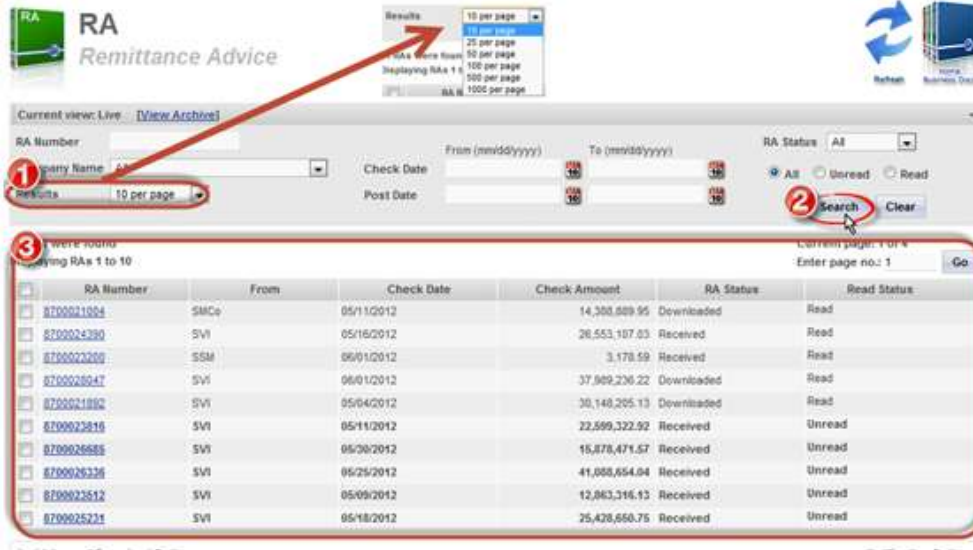 RA
RA
Remittance Advice
Results 10 per page
10 per page
25 per page
50 per page
100 per page
500 per page
1000 per page
RAs were found
Displaying RAs 1 t
Refresh
Home
Current view: Live [View Archive]
RA Number
From (mm/dd/yyyy) To (mm/dd/yyyy)
RA Status All
1
Company Name All
Check Date
All Unread Read
Results 10 per page
Post Date
2
Search Clear
3
were found
Current page: 1 of 4
Displaying RAs 1 to 10
Enter page no.: 1 Go
RA Number From Check Date Check Amount RA Status Read Status
8700021004 SMCo 05/11/2012 14,388,889.95 Downloaded Read
8700024390 SVI 05/16/2012 26,553,107.03 Received Read
8700023200 SSM 06/01/2012 3,178.59 Received Read
8700028047 SVI 06/01/2012 37,989,236.22 Downloaded Read
8700021892 SVI 05/04/2012 30,148,205.13 Downloaded Read
8700023816 SVI 05/11/2012 22,599,322.92 Received Unread
8700026685 SVI 05/30/2012 15,878,471.57 Received Unread
8700026336 SVI 05/25/2012 41,088,654.04 Received Unread
8700023512 SVI 05/09/2012 12,863,316.13 Received Unread
8700025231 SVI 05/18/2012 25,428,650.75 Received Unread